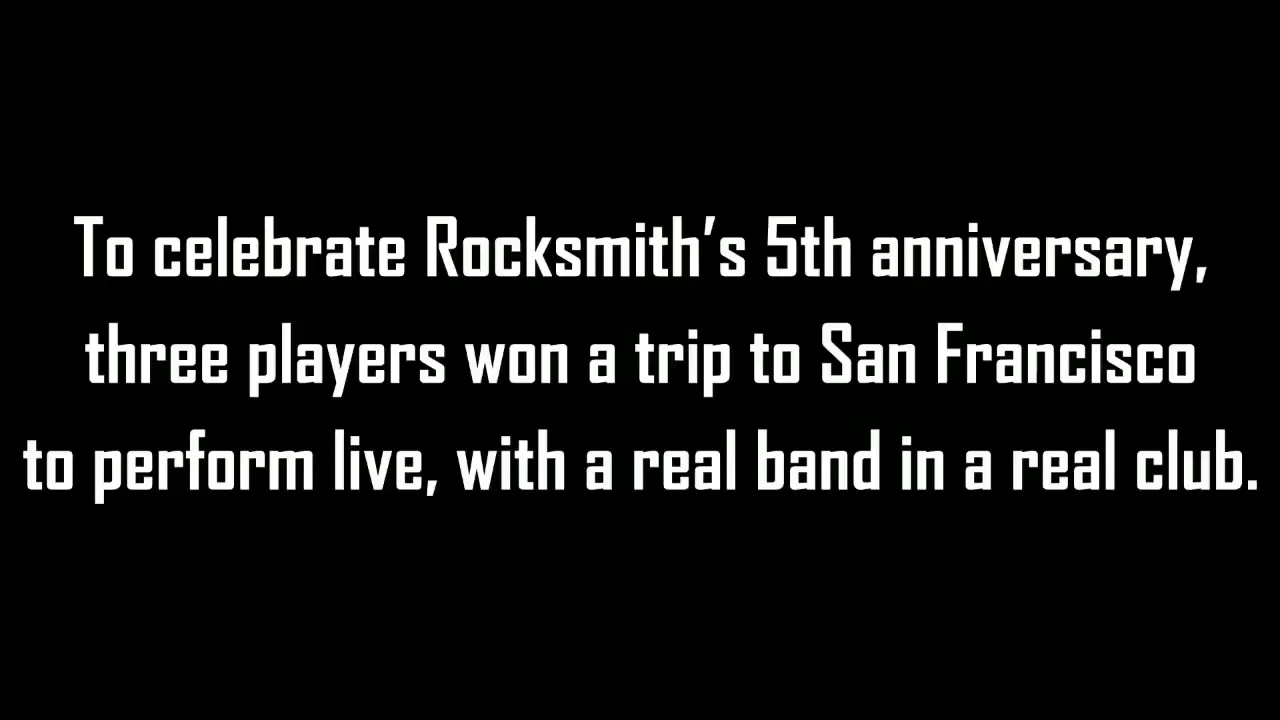 To celebrate Rocksmith’s 5th anniversary,
three players won a trip to San Francisco
to perform live, with a real band in a real club.